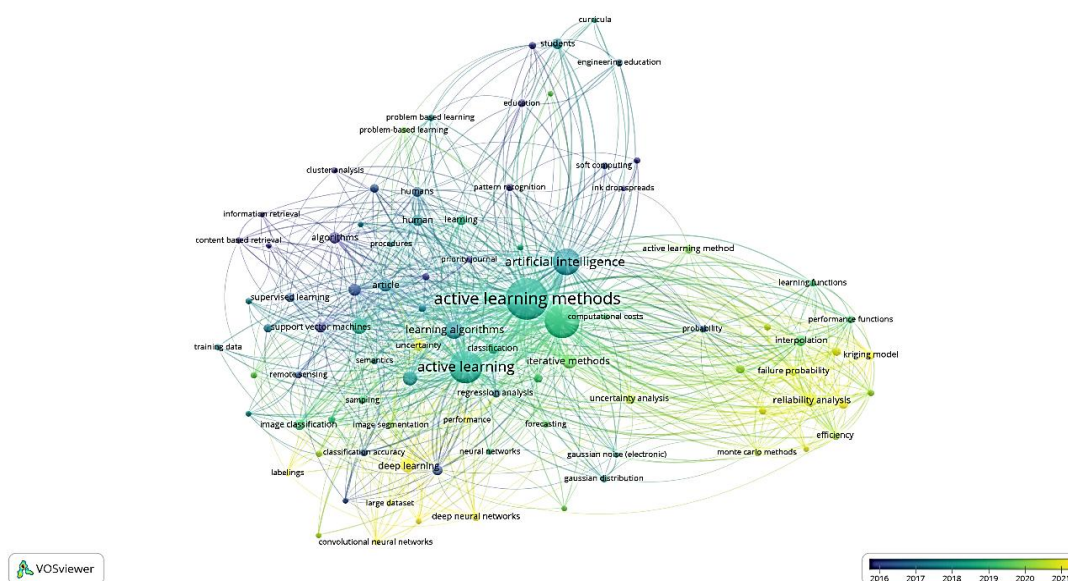 curricula
students
engineering education
education
problem based learning
problem-based learning
soft computing
cluster analysis
humans
pattern recognition
ink drop spreads
information retrieval
human
learning
content based retrieval
algorithms
procedures
active learning method
priority journal
artificial intelligence
learning functions
article
supervised learning
active learning methods
computational costs
performance functions
support vector machines
learning algorithms
probability
training data
uncertainty
classification
interpolation
kriging model
semantics
active learning
iterative methods
failure probability
remote sensing
regression analysis
sampling
uncertainty analysis
reliability analysis
image classification
image segmentation
performance
forecasting
efficiency
classification accuracy
neural networks
gaussian noise (electronic)
monte carlo methods
labelings
deep learning
gaussian distribution
large dataset
deep neural networks
convolutional neural networks
VOSviewer
2016 2017 2018 2019 2020 2021